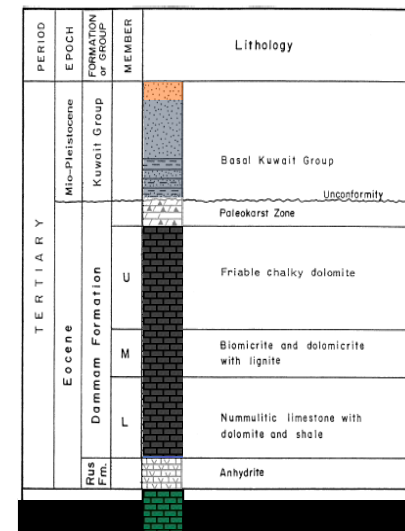 PERIOD
EPOCH
FORMATION
or GROUP
MEMBER
Lithology
TERTIARY
Mio-Pleistocene
Kuwait Group
Basal Kuwait Group
Unconformity
Paleokarst Zone
Eocene
Dammam Formation
U
Friable chalky dolomite
M
Biomicrite and dolomicrite
with lignite
L
Nummulitic limestone with
dolomite and shale
Rus
Fm.
Anhydrite